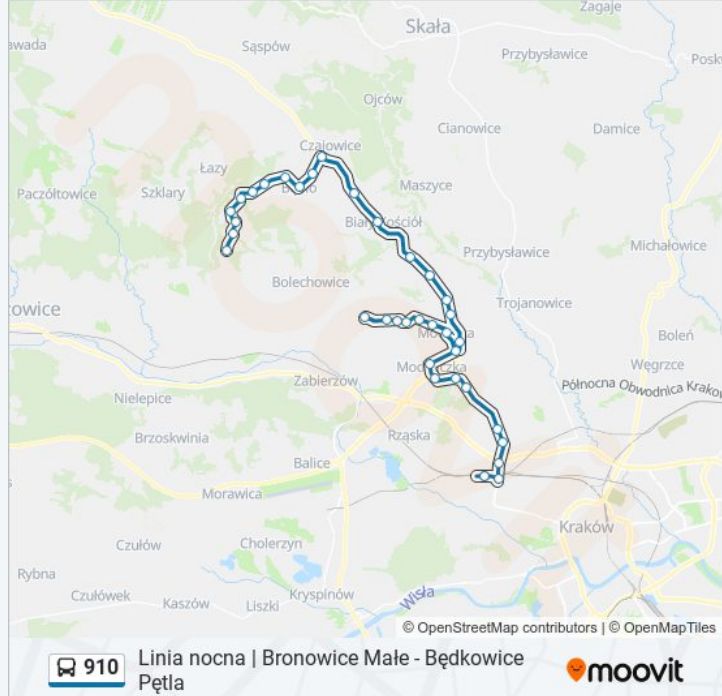 Zagaje
Skała
awada
Sąspów
Przybysławice
Posk
Ojców
Cianowice
Damice
Czajowice
Łazy
Maszyce
Paczółtowice
Szklary
Biały Kościół
Przybysławice
Michałowice
Bolechowice
Trojanowice
owice
Boleń
Modlniczka
Węgrzce
Zabierzów
Północna Obwodnica Krakow
Nielepice
Rząska
Brzoskwinia
Balice
Morawica
Kraków
Czułów
Cholerzyn
Rybna
Kryspinów
Czułówek
Kaszów
Liszki
Wisła
© OpenStreetMap contributors | © OpenMapTiles
910
Linia nocna | Bronowice Małe - Będkowice
Pętla
moovit